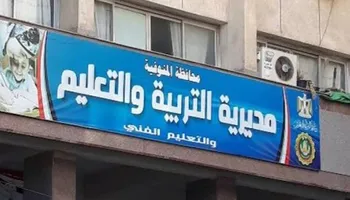 محافظة المنوفية
مديرية التربية والتعليم
والتعليم الفني